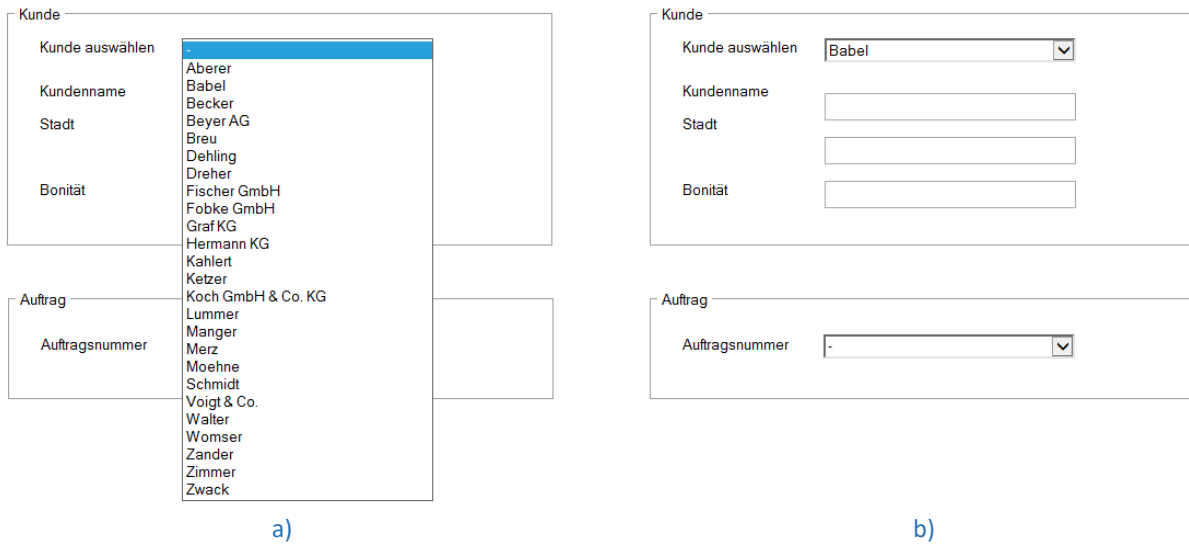 Kunde
Kunde auswählen
-
Aberer
Babel
Kundenname
Becker
Stadt
Beyer AG
Breu
Dehling
Dreher
Bonität
Fischer GmbH
Fobke GmbH
Graf KG
Hermann KG
Kahlert
Ketzer
Auftrag
Koch GmbH & Co. KG
Lummer
Manger
Auftragsnummer
Merz
Moehne
Schmidt
Voigt & Co.
Walter
Womser
Zander
Zimmer
Zwack
a)
Kunde
Kunde auswählen Babel
Kundenname
Stadt
Bonität
Auftrag
Auftragsnummer -
b)